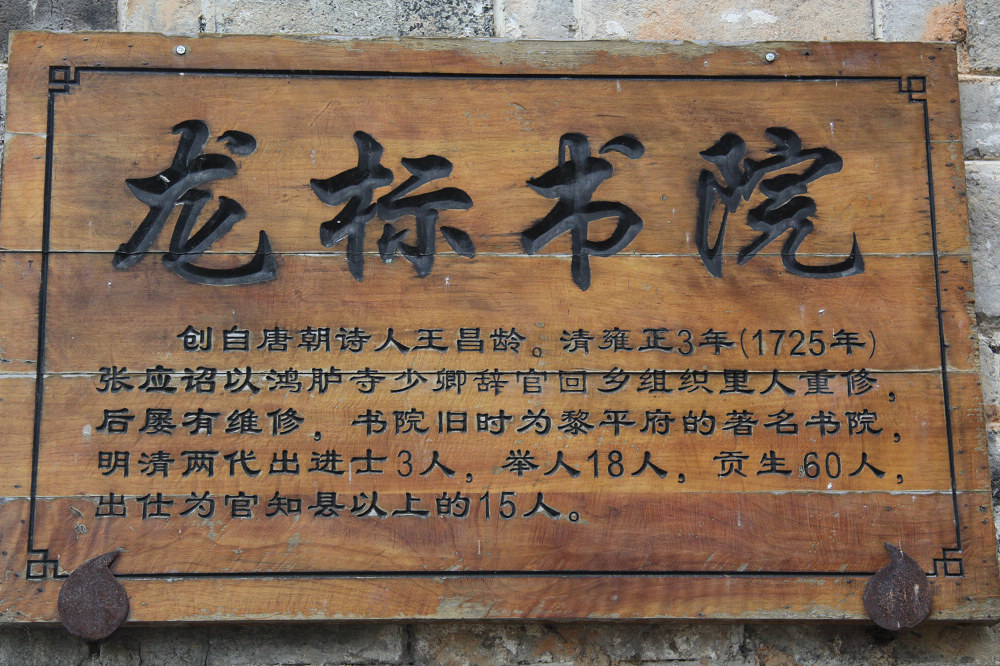 龙标书院
创自唐朝诗人王昌龄。清雍正3年(1725年)
张应诏以鸿胪寺少卿辞官回乡组织里人重修，
后屡有维修，书院旧时为黎平府的著名书院，
明清两代出进士3人，举人18人，贡生60人，
出仕为官知县以上的15人。